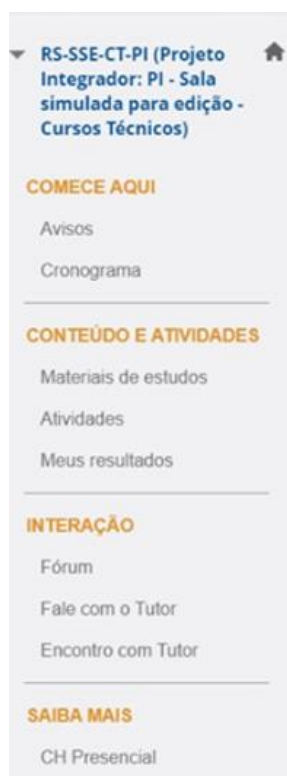 RS-SSE-CT-PI (Projeto
Integrador: PI - Sala
simulada para edição -
Cursos Técnicos)
COMECE AQUI
Avisos
Cronograma
CONTEÚDO E ATIVIDADES
Materiais de estudos
Atividades
Meus resultados
INTERAÇÃO
Fórum
Fale com o Tutor
Encontro com Tutor
SAIBA MAIS
CH Presencial